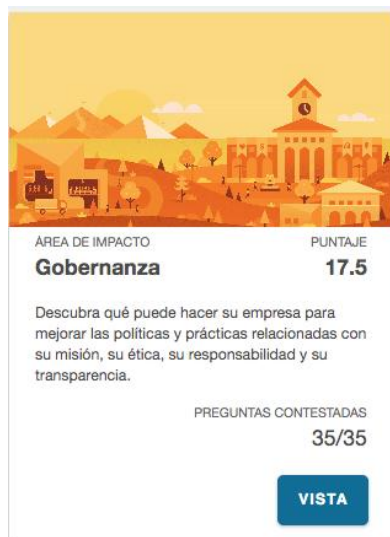 ÁREA DE IMPACTO PUNTAJE
Gobernanza 17.5
Descubra qué puede hacer su empresa para
mejorar las políticas y prácticas relacionadas con
su misión, su ética, su responsabilidad y su
transparencia.
PREGUNTAS CONTESTADAS
35/35
VISTA